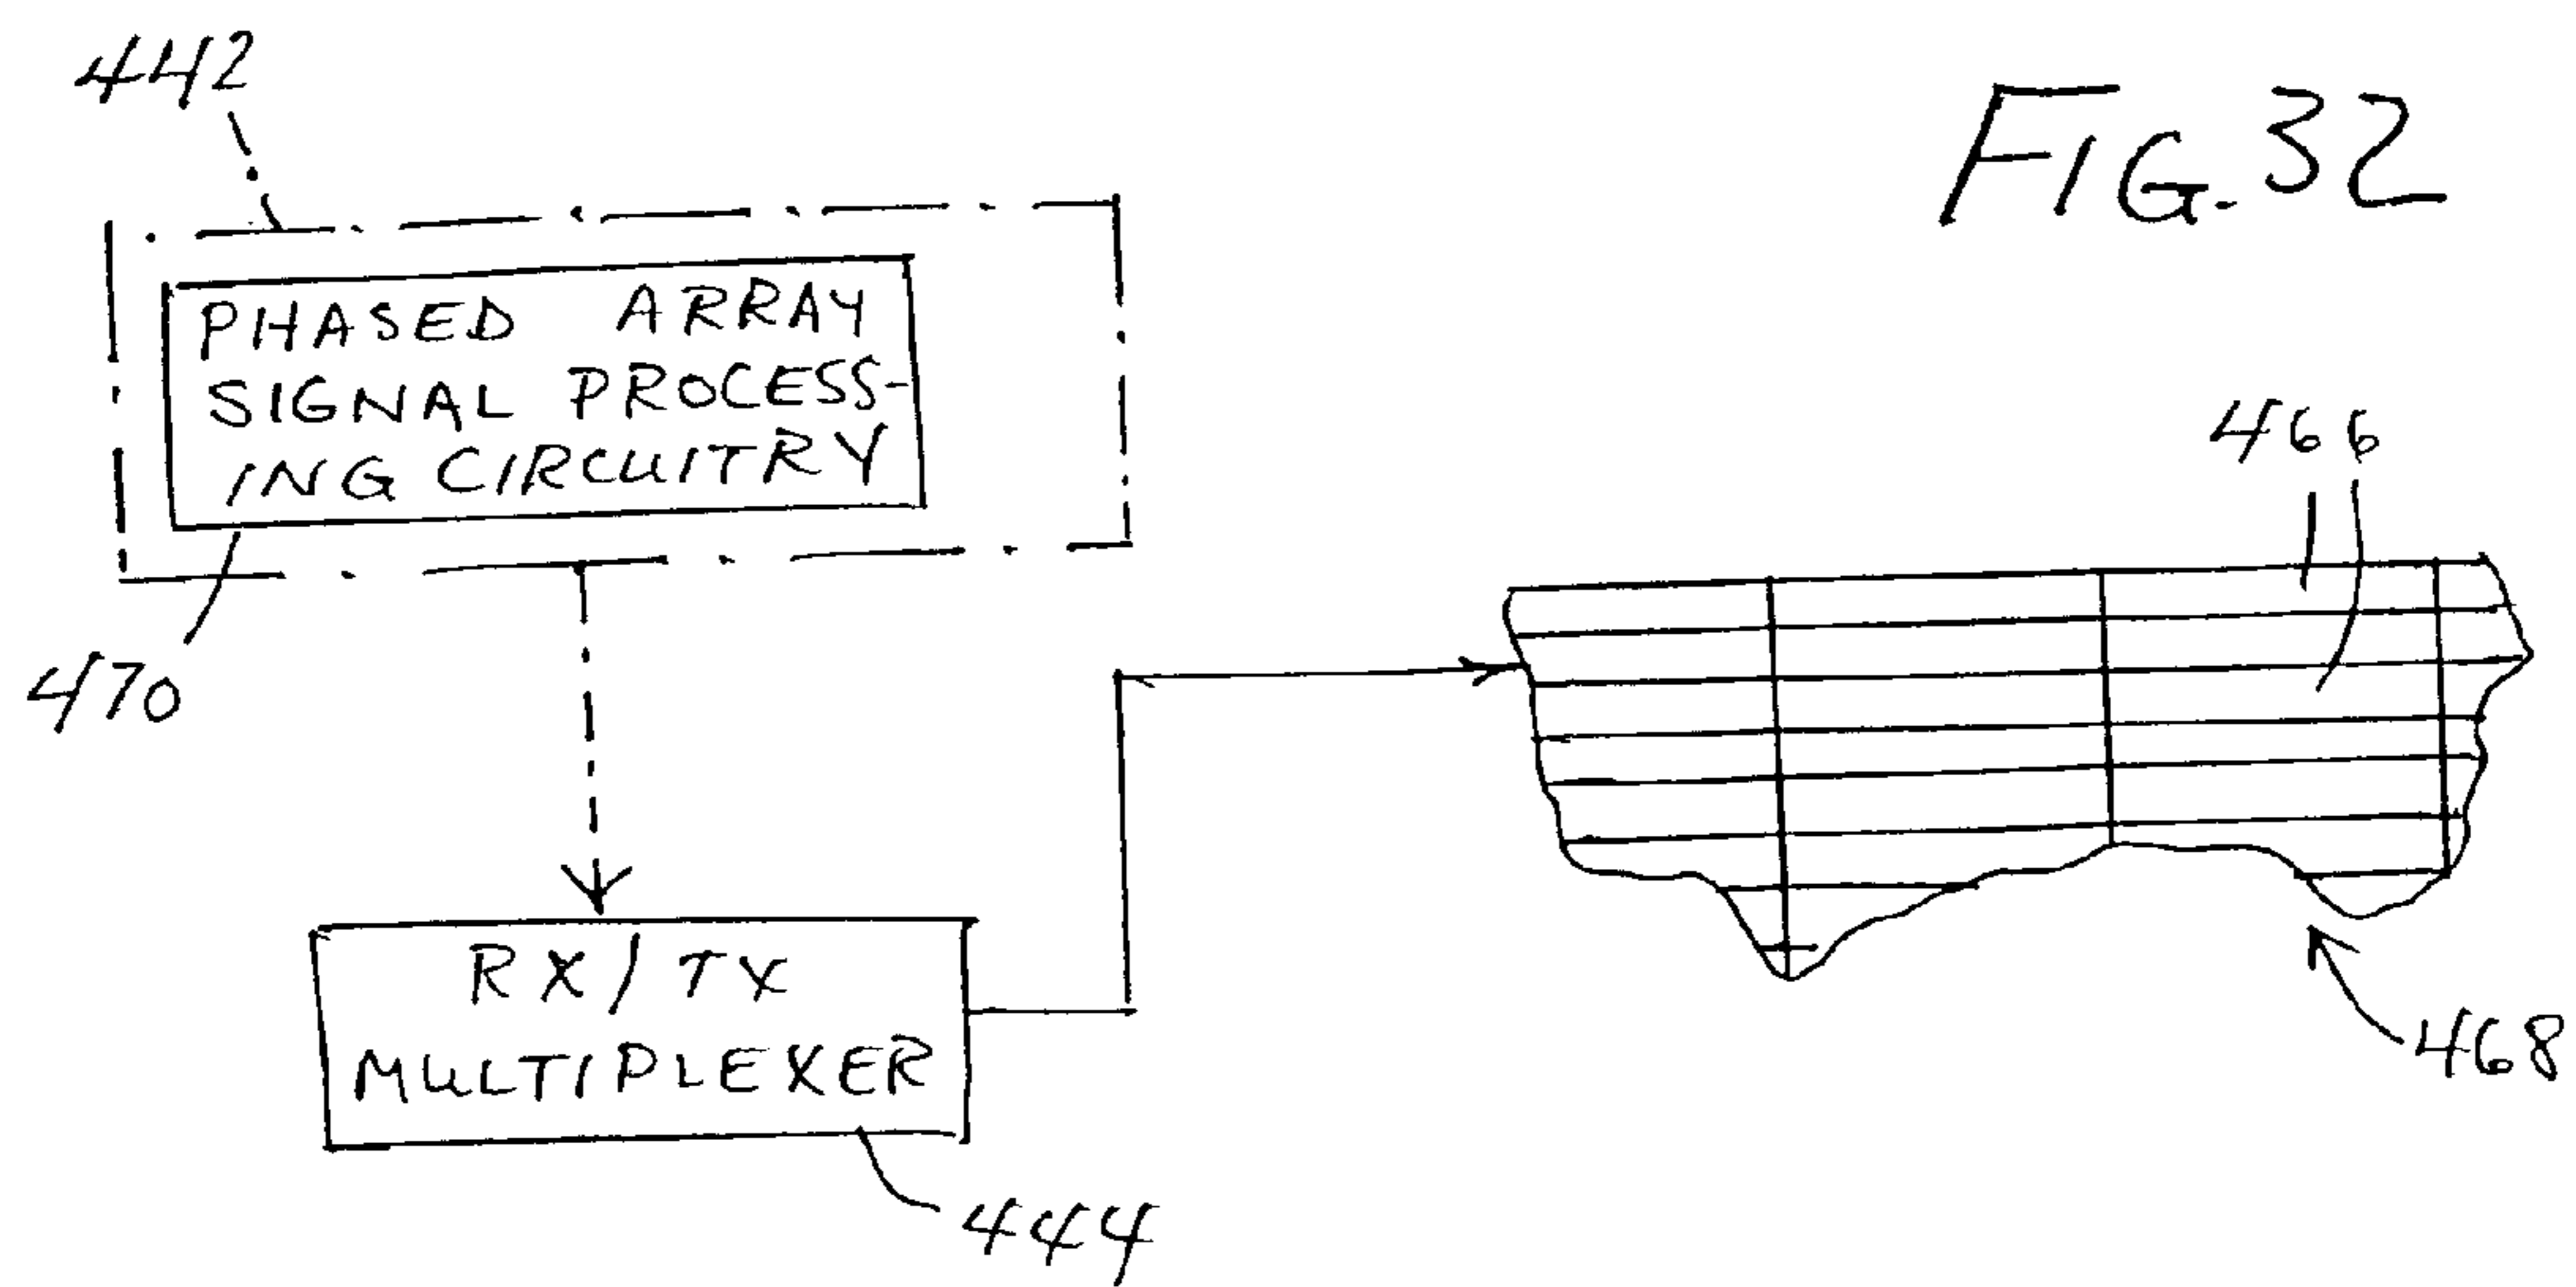 442
FIG. 32
PHASED ARRAY
SIGNAL PROCESS-
ING CIRCUITRY
466
470
RX/TX
MULTIPLEXER
468
444